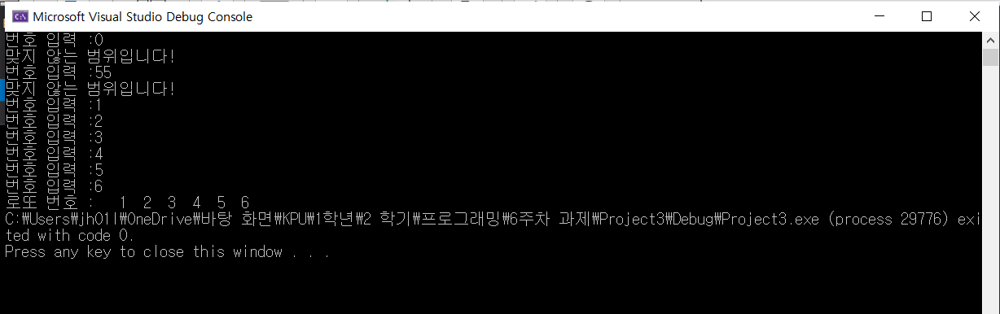 Microsoft Visual Studio Debug Console
번호 입력 :0
맞지 않는 범위입니다!
번호 입력 :55
맞지 않는 범위입니다!
번호 입력 :1
번호 입력 :2
번호 입력 :3
번호 입력 :4
번호 입력 :5
번호 입력 :6
로또 번호 :   1  2  3  4  5  6
C:₩Users₩jh01l₩OneDrive₩바탕 화면₩KPU₩1학년₩2 학기₩프로그래밍₩6주차 과제₩Project3₩Debug₩Project3.exe (process 29776) exi
ted with code 0.
Press any key to close this window . . .